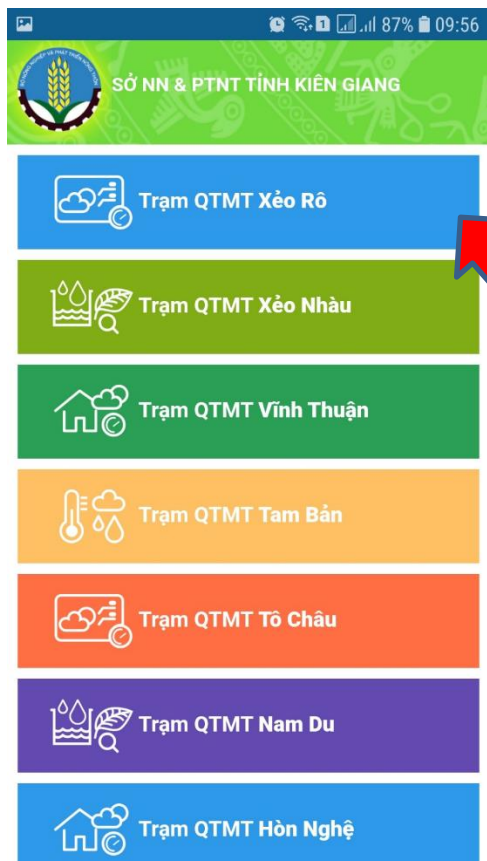 87% 09:56
SỞ NN & PTNT TỈNH KIÊN GIANG
Trạm QTMT Xẻo Rô
Trạm QTMT Xẻo Nhàu
Trạm QTMT Vĩnh Thuận
Trạm QTMT Tam Bản
Trạm QTMT Tô Châu
Trạm QTMT Nam Du
Trạm QTMT Hòn Nghệ